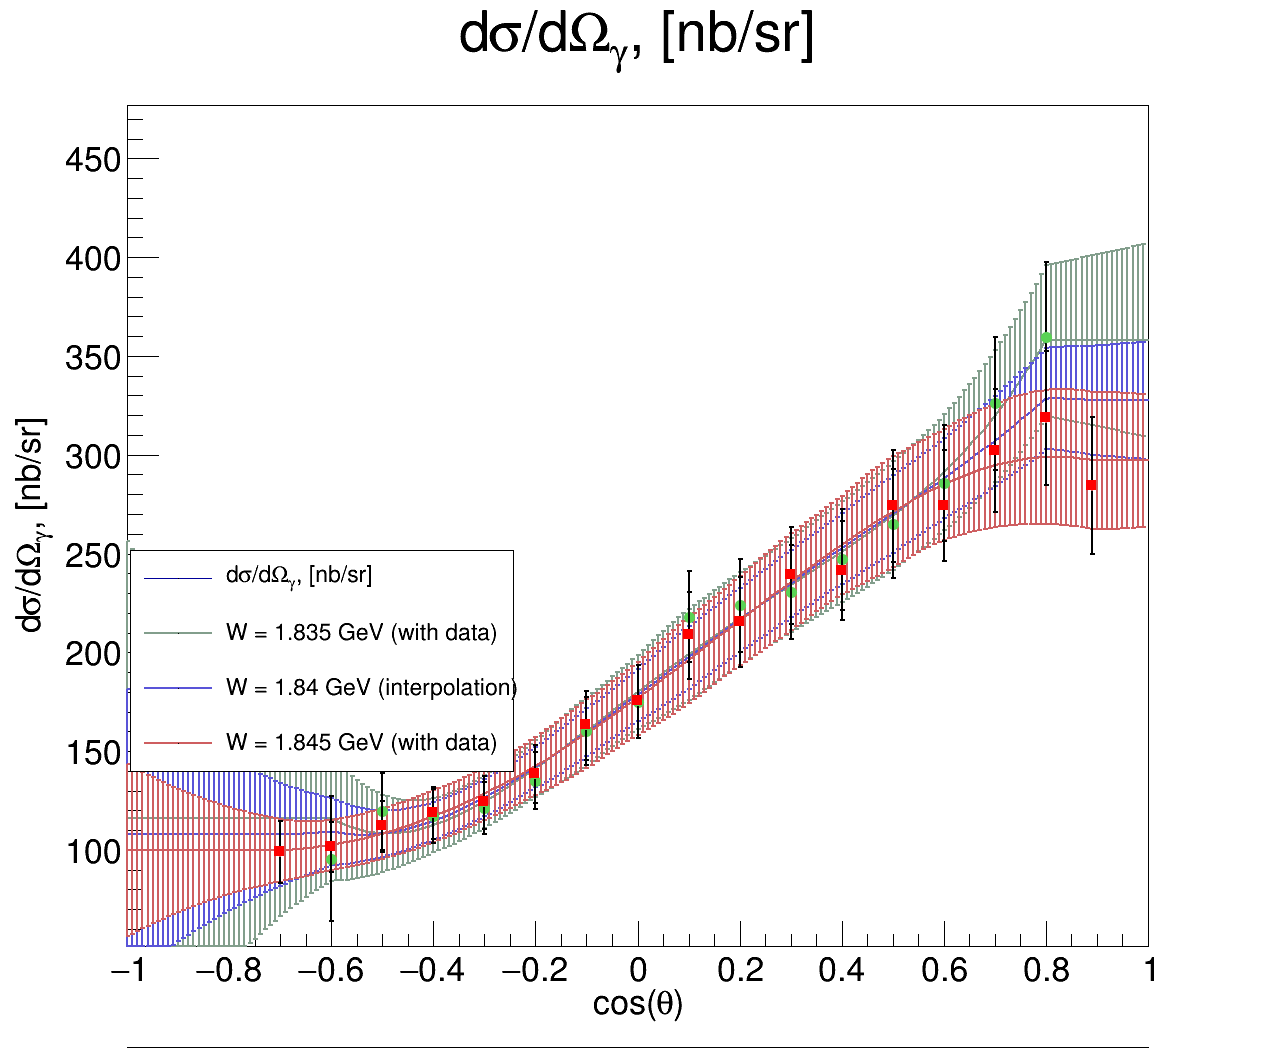 dσ/dΩγ, [nb/sr]
dσ/dΩγ, [nb/sr]
450
400
350
300
250
200
150
100
dσ/dΩγ, [nb/sr]
W = 1.835 GeV (with data)
W = 1.84 GeV (interpolation)
W = 1.845 GeV (with data)
−1 −0.8 −0.6 −0.4 −0.2 0 0.2 0.4 0.6 0.8 1
cos(θ)